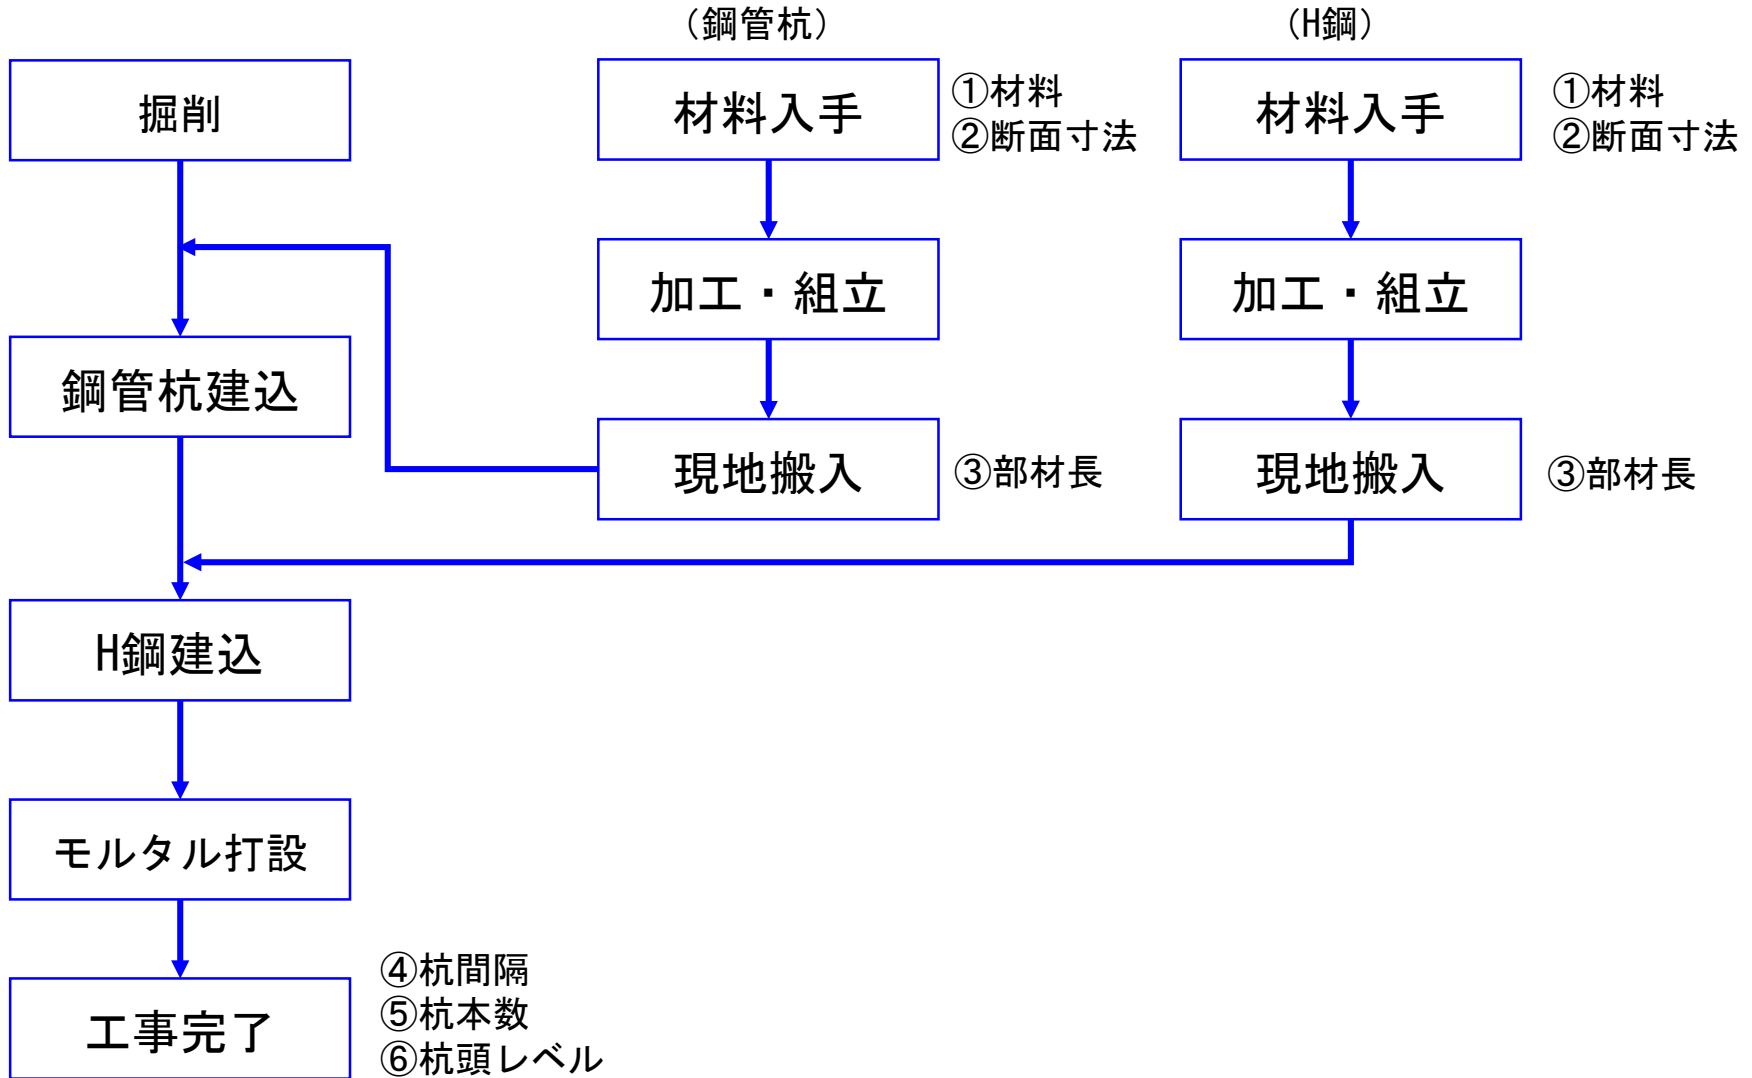 （鋼管杭）
（H鋼）
掘削
材料入手
①材料
②断面寸法
材料入手
①材料
②断面寸法
加工・組立
加工・組立
鋼管杭建込
現地搬入
③部材長
現地搬入
③部材長
H鋼建込
モルタル打設
工事完了
④杭間隔
⑤杭本数
⑥杭頭レベル